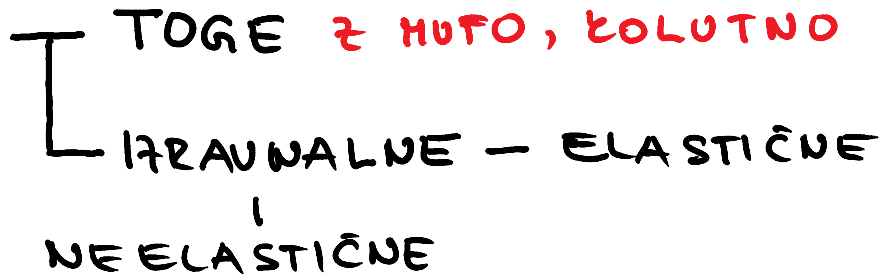 TOGE Z MUFO, KOLUTNO
IZRAVNALNE — ELASTIČNE
NEELASTIČNE